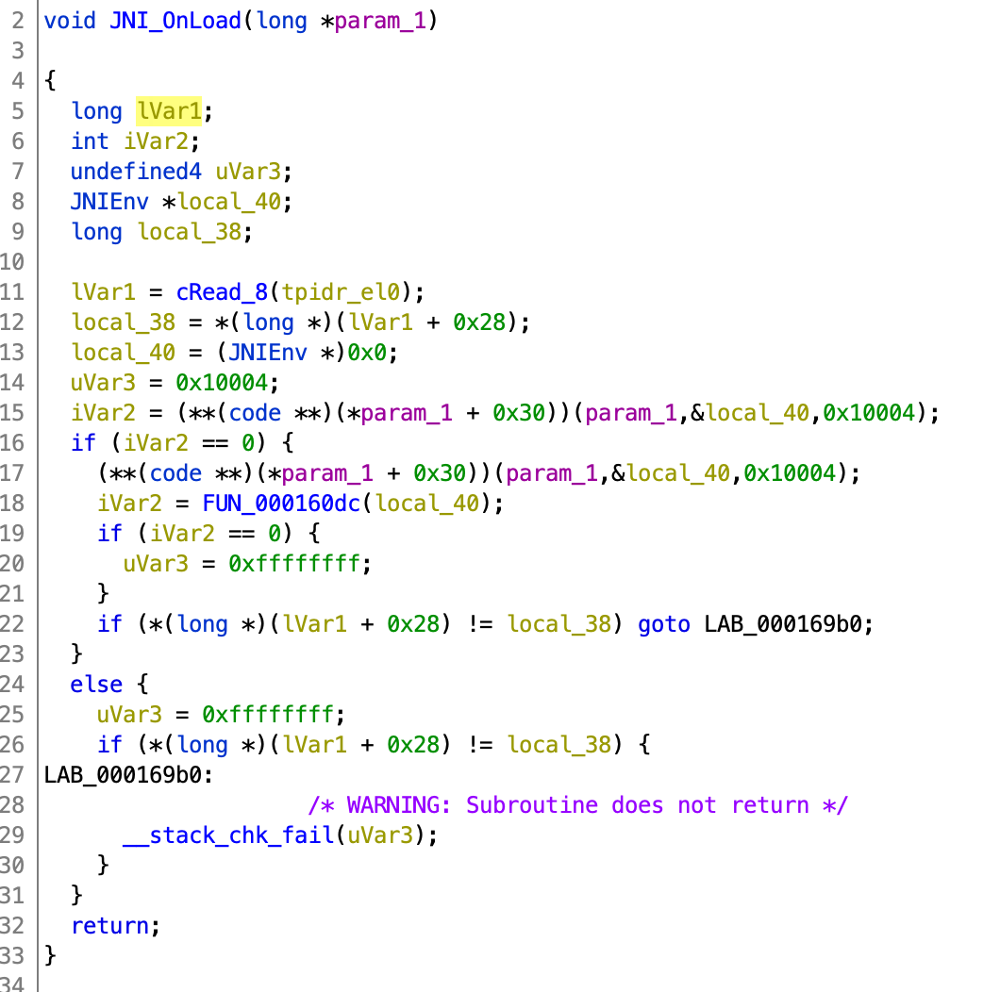 2 void JNI_OnLoad(long *param_1)
3
4 {
5   long lVar1;
6   int iVar2;
7   undefined4 uVar3;
8   JNIEnv *local_40;
9   long local_38;
10
11   lVar1 = cRead_8(tpidr_el0);
12   local_38 = *(long *)(lVar1 + 0x28);
13   local_40 = (JNIEnv *)0x0;
14   uVar3 = 0x10004;
15   iVar2 = (**(code **)(*param_1 + 0x30))(param_1,&local_40,0x10004);
16   if (iVar2 == 0) {
17     (**(code **)(*param_1 + 0x30))(param_1,&local_40,0x10004);
18     iVar2 = FUN_000160dc(local_40);
19     if (iVar2 == 0) {
20       uVar3 = 0xffffffff;
21     }
22     if (*(long *)(lVar1 + 0x28) != local_38) goto LAB_000169b0;
23   }
24   else {
25     uVar3 = 0xffffffff;
26     if (*(long *)(lVar1 + 0x28) != local_38) {
27 LAB_000169b0:
28                     /* WARNING: Subroutine does not return */
29       __stack_chk_fail(uVar3);
30     }
31   }
32   return;
33 }
34